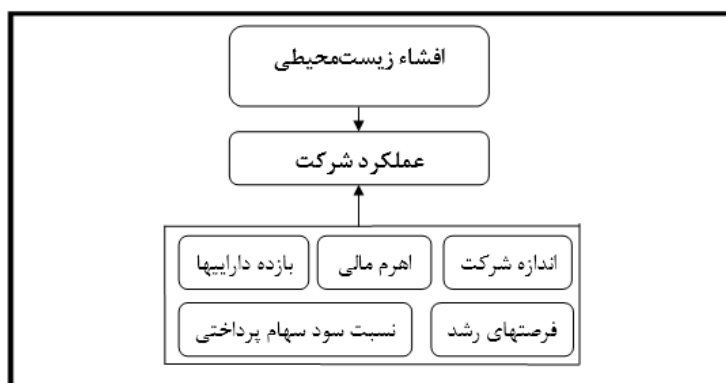 افشاء زیست‌محیطی
عملکرد شرکت
اندازه شرکت
اهرم مالی
بازده داراییها
فرصتهای رشد
نسبت سود سهام پرداختی